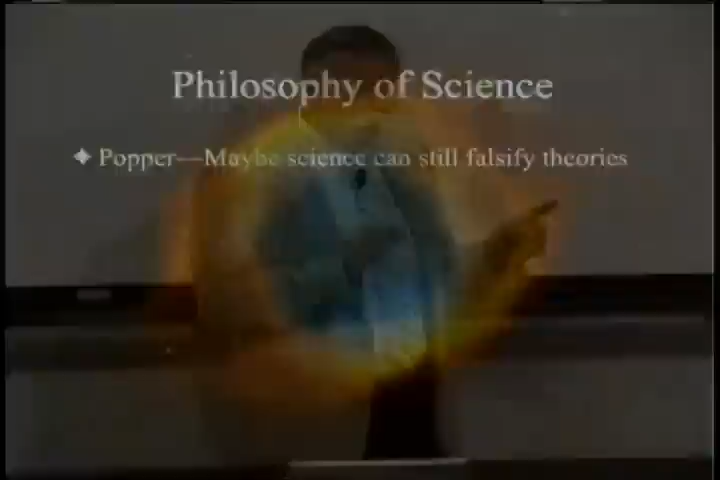 Philosophy of Science
✦ Popper—Maybe science can still falsify theories